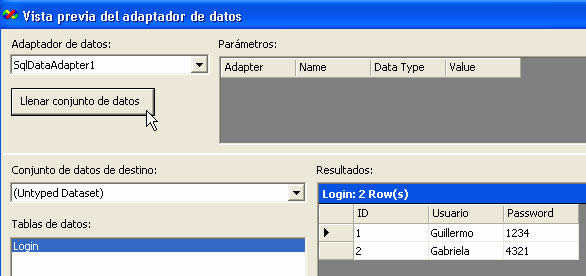 Vista previa del adaptador de datos
Adaptador de datos:
SqlDataAdapter1
Llenar conjunto de datos
Parámetros:
Adapter Name Data Type Value
Conjunto de datos de destino:
(Untyped Dataset)
Tablas de datos:
Login
Resultados:
Login: 2 Row(s)
ID Usuario Password
1 Guillermo 1234
2 Gabriela 4321